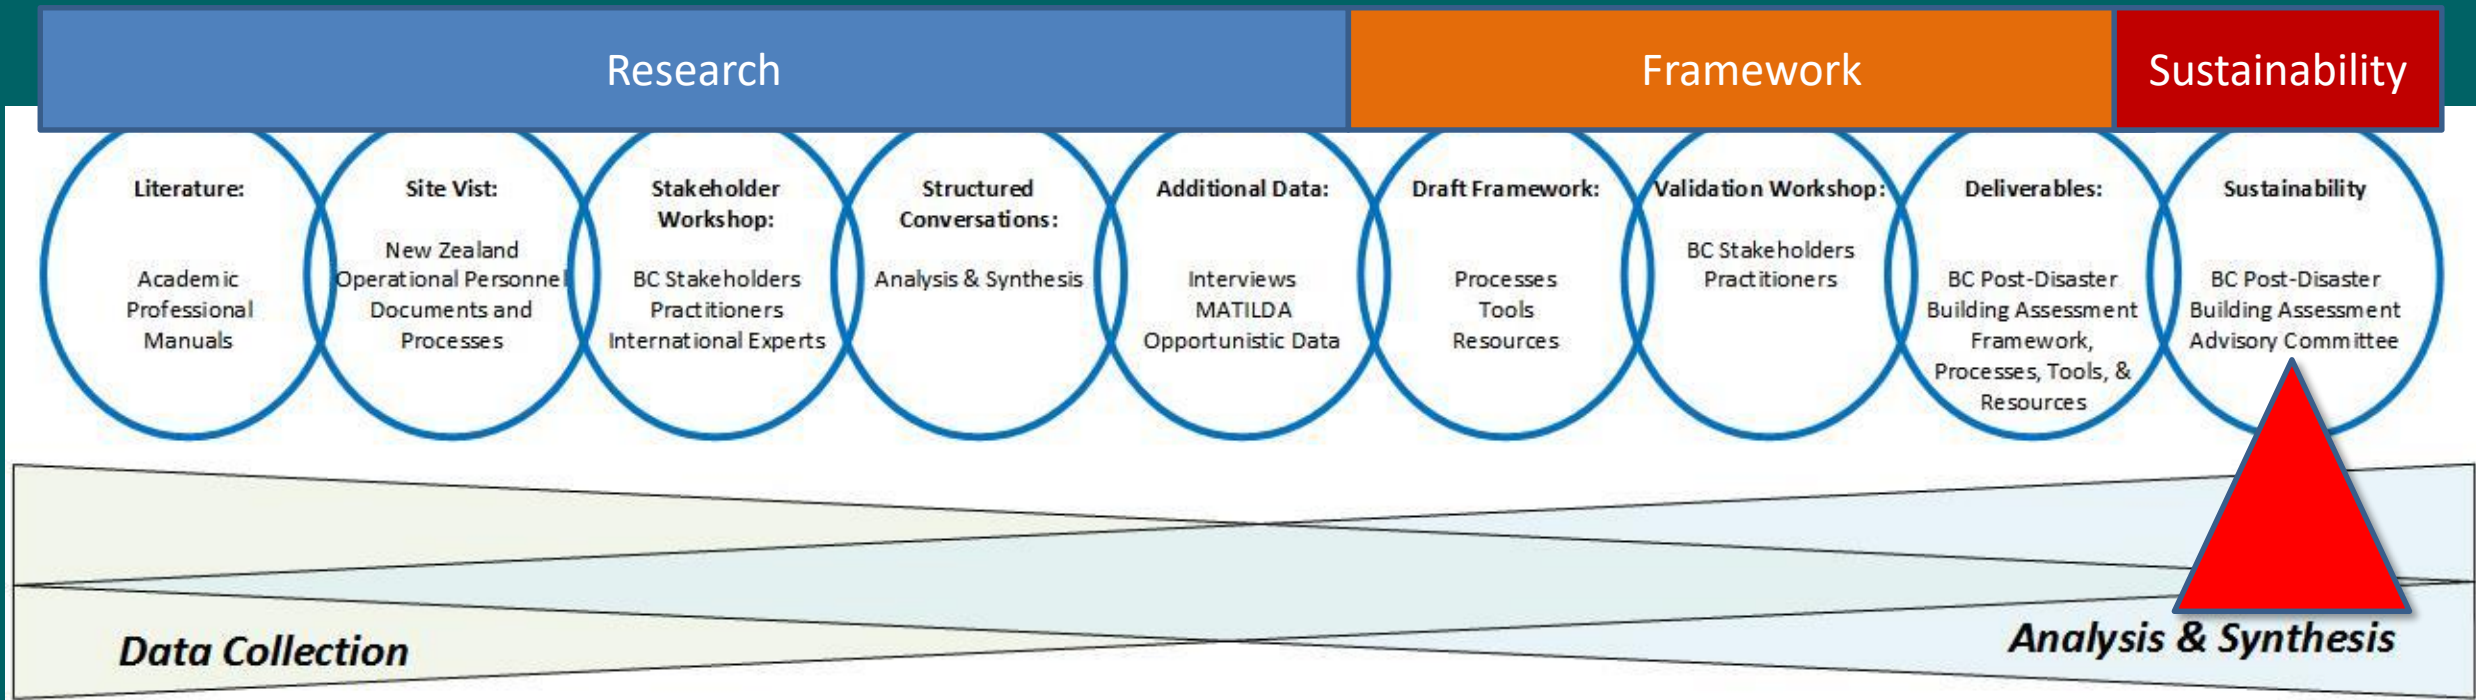 Research
Framework
Sustainability
Literature:
Academic
Professional
Manuals
Site Vist:
New Zealand
Operational Personnel
Documents and
Processes
Stakeholder
Workshop:
BC Stakeholders
Practitioners
International Experts
Structured
Conversations:
Analysis & Synthesis
Additional Data:
Interviews
MATILDA
Opportunistic Data
Draft Framework:
Processes
Tools
Resources
Validation Workshop:
BC Stakeholders
Practitioners
Deliverables:
BC Post-Disaster
Building Assessment
Framework,
Processes, Tools, &
Resources
Sustainability
BC Post-Disaster
Building Assessment
Advisory Committee
Data Collection
Analysis & Synthesis